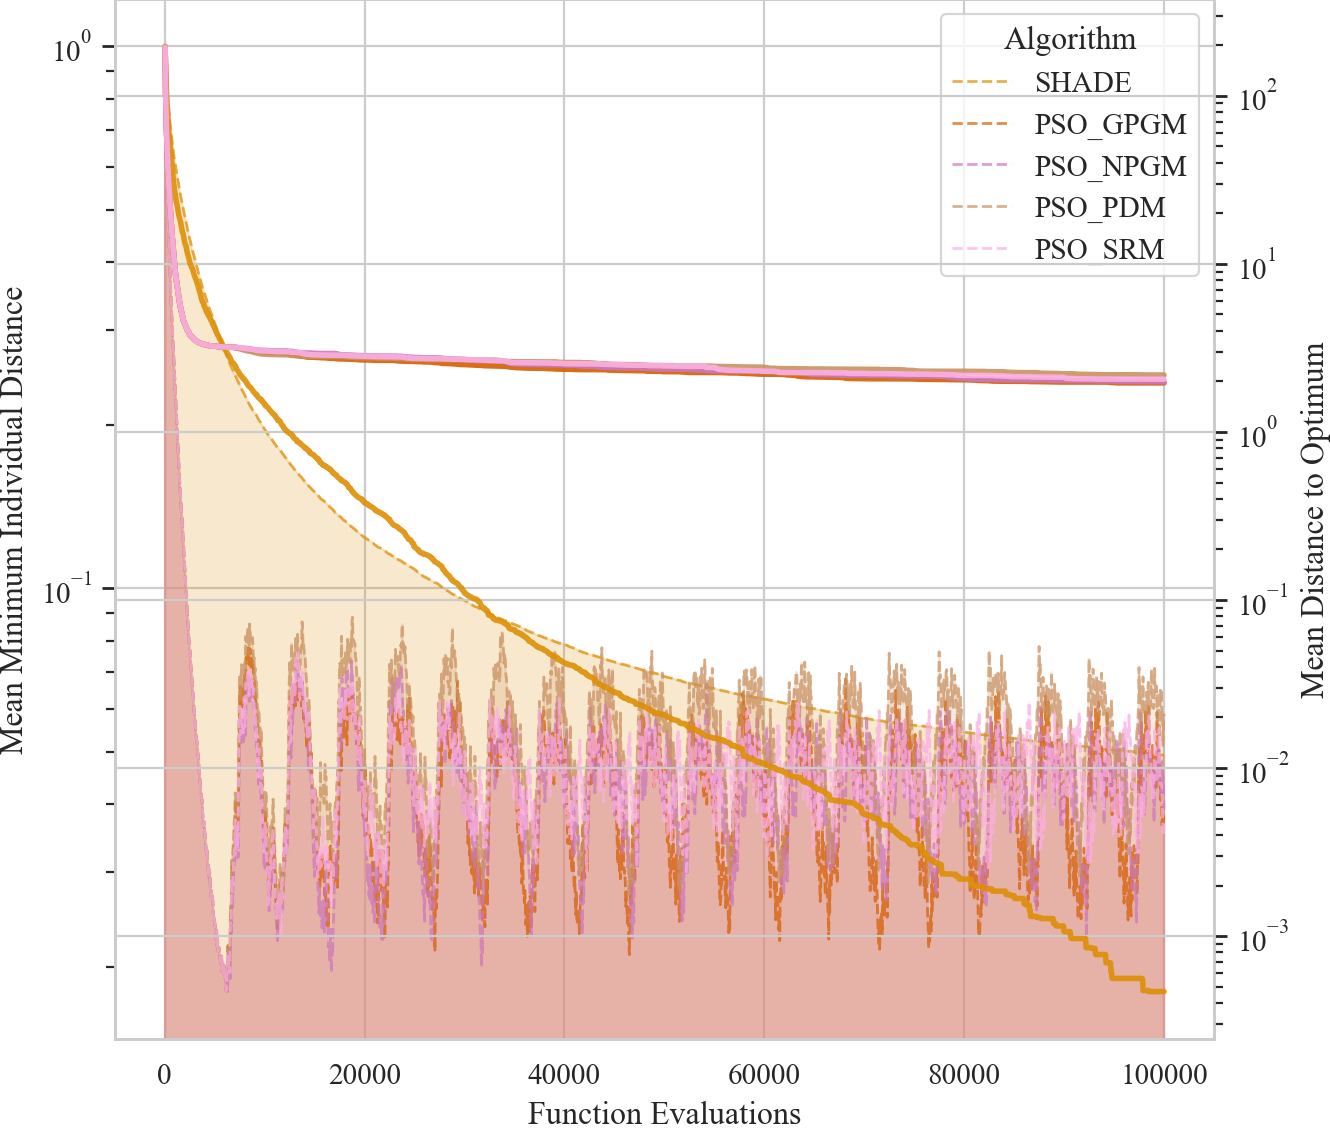 Algorithm
SHADE
PSO_GPGM
PSO_NPGM
PSO_PDM
PSO_SRM
10^0
10^−1
Mean Minimum Individual Distance
10^2
10^1
10^0
10^−1
10^−2
10^−3
Mean Distance to Optimum
0 20000 40000 60000 80000 100000
Function Evaluations